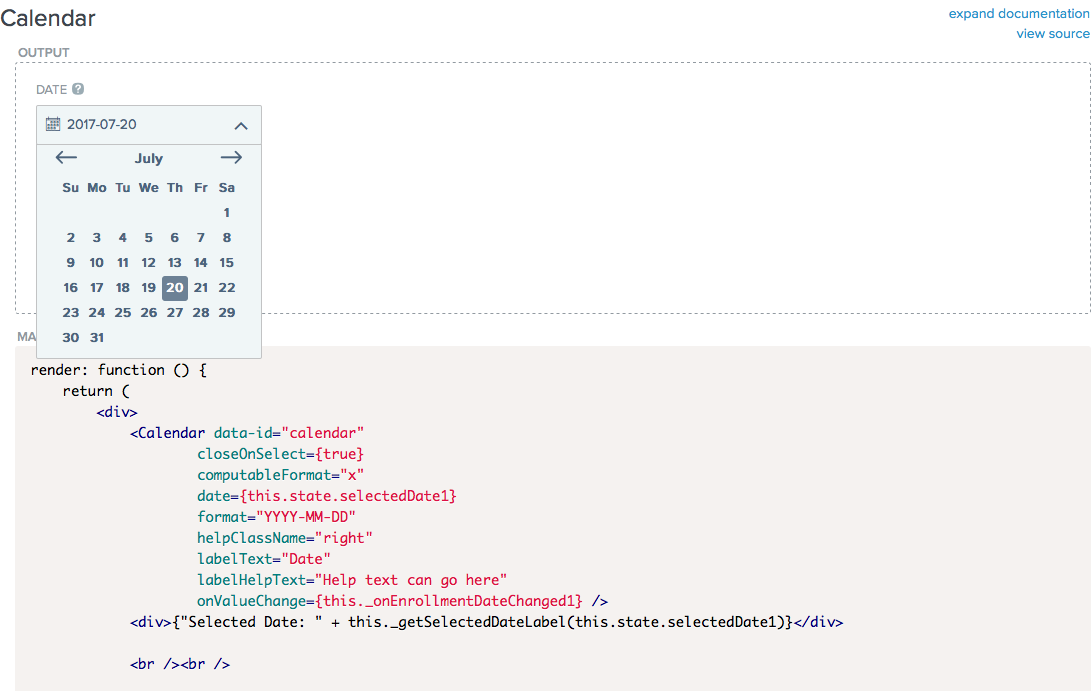 Calendar
expand documentation
view source
OUTPUT
DATE ?
2017-07-20
July
Su Mo Tu We Th Fr Sa
1
2 3 4 5 6 7 8
9 10 11 12 13 14 15
16 17 18 19 20 21 22
23 24 25 26 27 28 29
30 31
MA
render: function () {
return (
<div>
<Calendar data-id="calendar"
closeOnSelect={true}
computableFormat="x"
date={this.state.selectedDate1}
format="YYYY-MM-DD"
helpClassName="right"
labelText="Date"
labelHelpText="Help text can go here"
onValueChange={this._onEnrollmentDateChanged1} />
<div>{"Selected Date: " + this._getSelectedDateLabel(this.state.selectedDate1)}</div>
<br /><br />